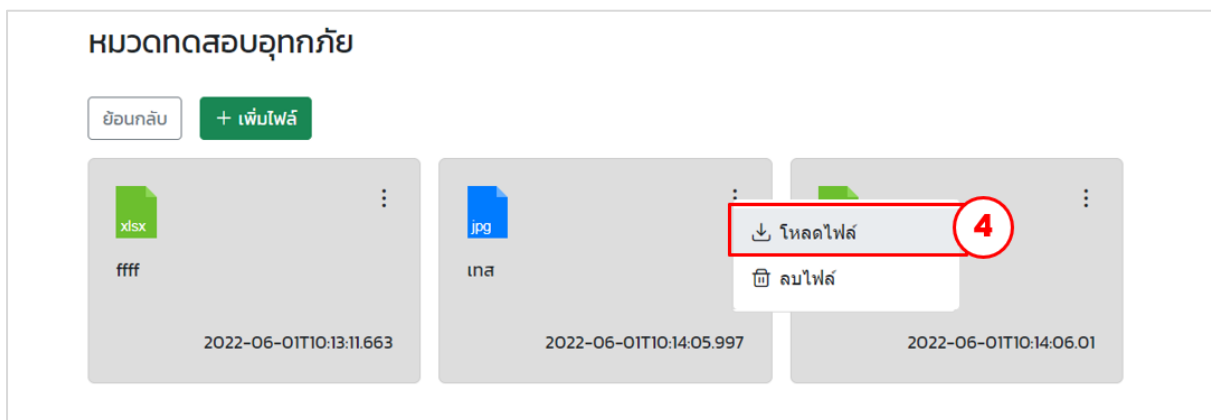 หมวดทดสอบอุทกภัย
ย้อนกลับ
+ เพิ่มไฟล์
xlsx
jpg
โหลดไฟล์
4
ffff
เทส
ลบไฟล์
2022-06-01T10:13:11.663
2022-06-01T10:14:05.997
2022-06-01T10:14:06.01